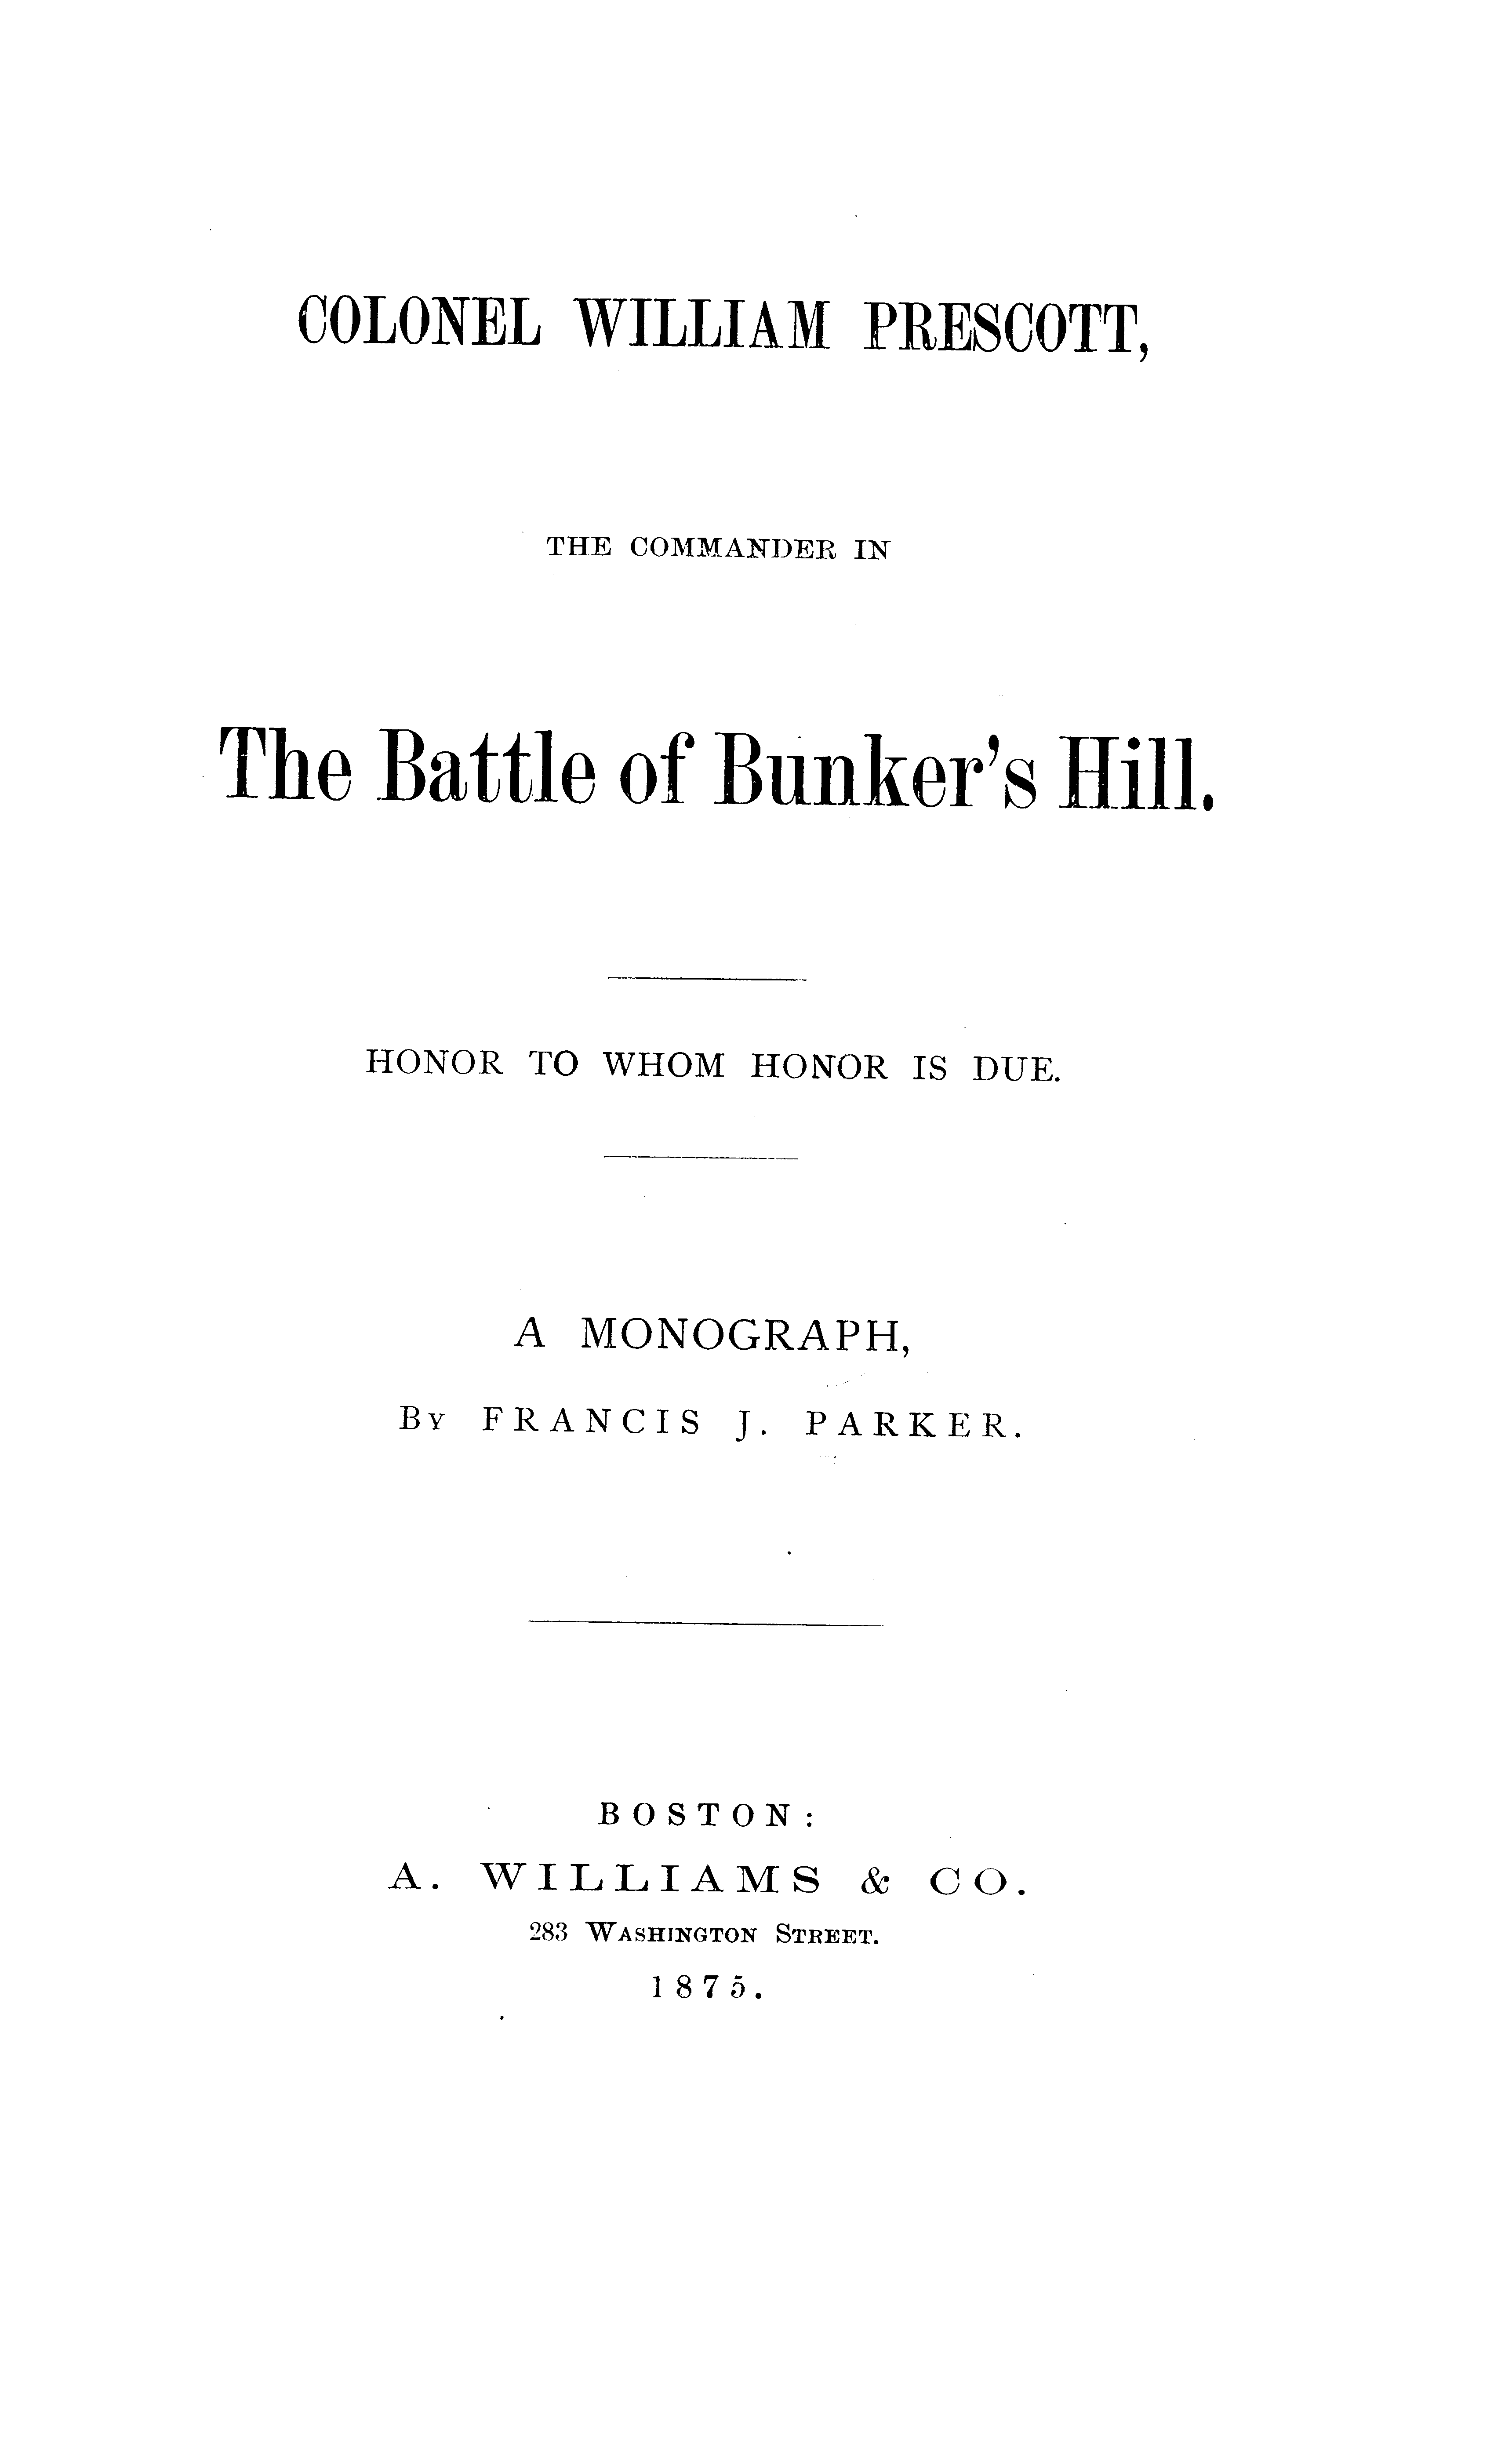 COLONEL WILLIAM PRESCOTT,
THE COMMANDER IN
The Battle of Bunker's Hill.
HONOR TO WHOM HONOR IS DUE.
A MONOGRAPH,
By FRANCIS J. PARKER.
BOSTON:
A. WILLIAMS & CO.
283 Washington Street.
1875.